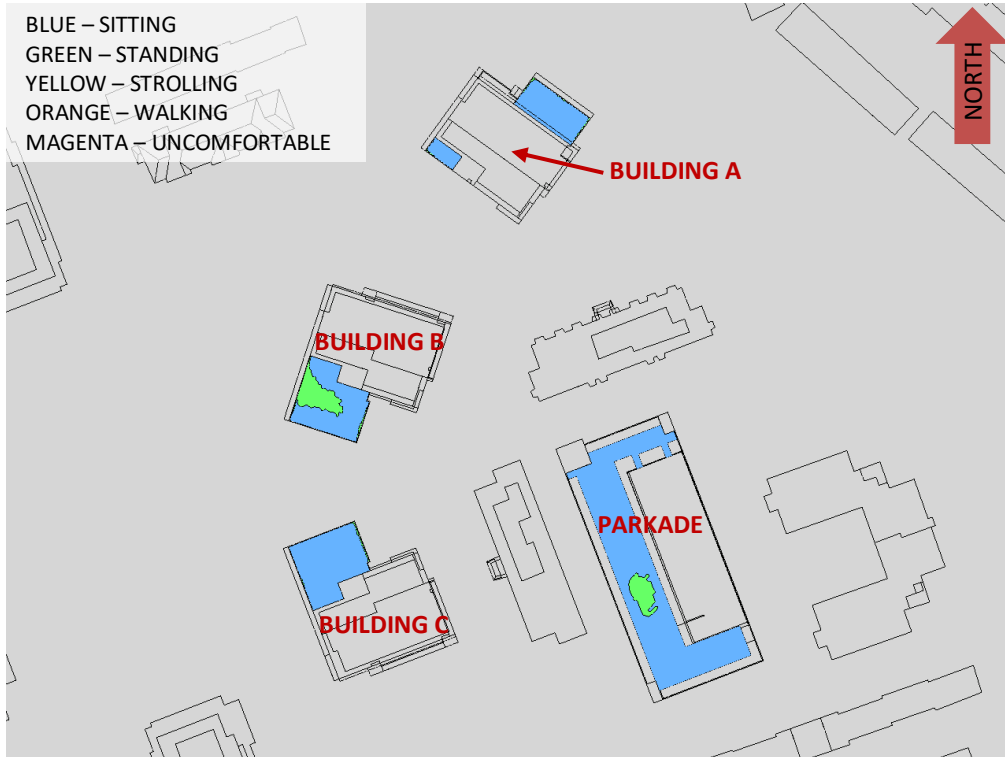 BLUE – SITTING
GREEN – STANDING
YELLOW – STROLLING
ORANGE – WALKING
MAGENTA – UNCOMFORTABLE
NORTH
BUILDING A
BUILDING B
PARKADE
BUILDING C